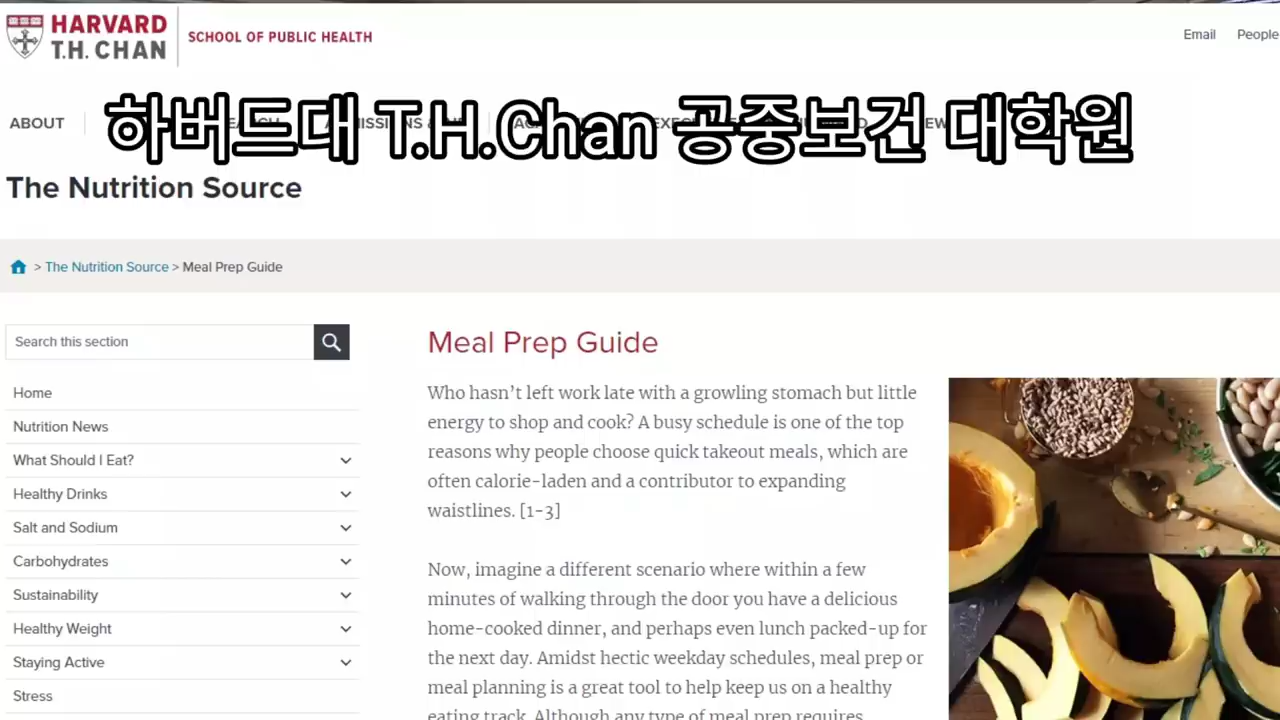 HARVARD
T.H. CHAN
SCHOOL OF PUBLIC HEALTH
Email
People
하버드대 T.H.Chan 공중보건 대학원
ABOUT
The Nutrition Source
> The Nutrition Source > Meal Prep Guide
Search this section
Home
Nutrition News
What Should I Eat?
Healthy Drinks
Salt and Sodium
Carbohydrates
Sustainability
Healthy Weight
Staying Active
Stress
Meal Prep Guide
Who hasn’t left work late with a growling stomach but little
energy to shop and cook? A busy schedule is one of the top
reasons why people choose quick takeout meals, which are
often calorie-laden and a contributor to expanding
waistlines. [1-3]
Now, imagine a different scenario where within a few
minutes of walking through the door you have a delicious
home-cooked dinner, and perhaps even lunch packed-up for
the next day. Amidst hectic weekday schedules, meal prep or
meal planning is a great tool to help keep us on a healthy
eating track. Although any type of meal prep requires